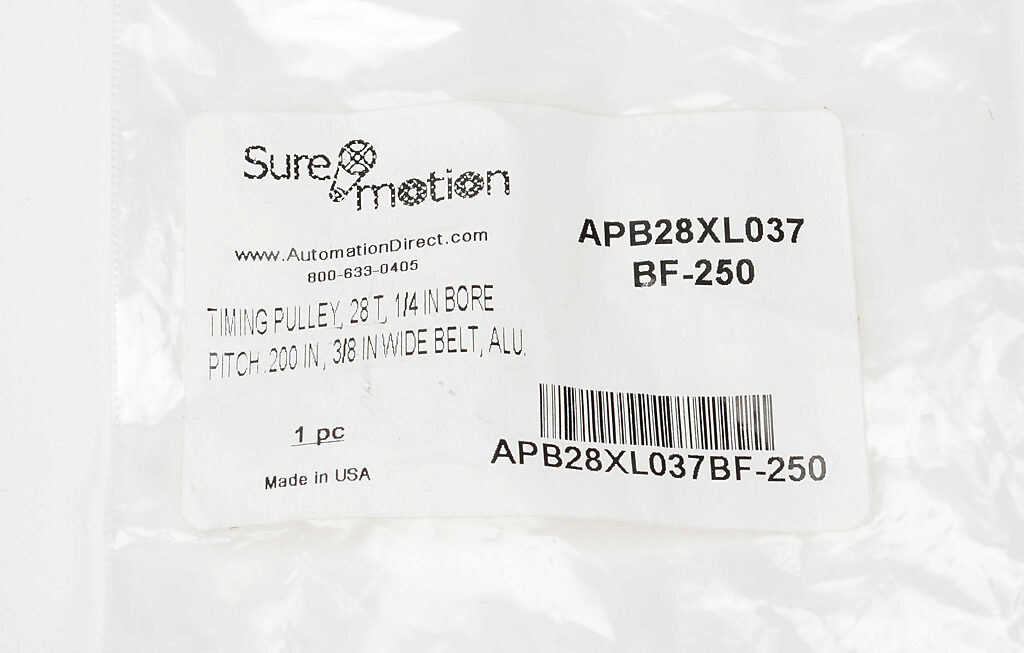 Sure motion
www.AutomationDirect.com
800-633-0405
TIMING PULLEY, 28 T, 1/4 IN BORE
PITCH .200 IN, 3/8 IN WIDE BELT, ALU.
1 pc
Made in USA
APB28XL037
BF-250
APB28XL037BF-250